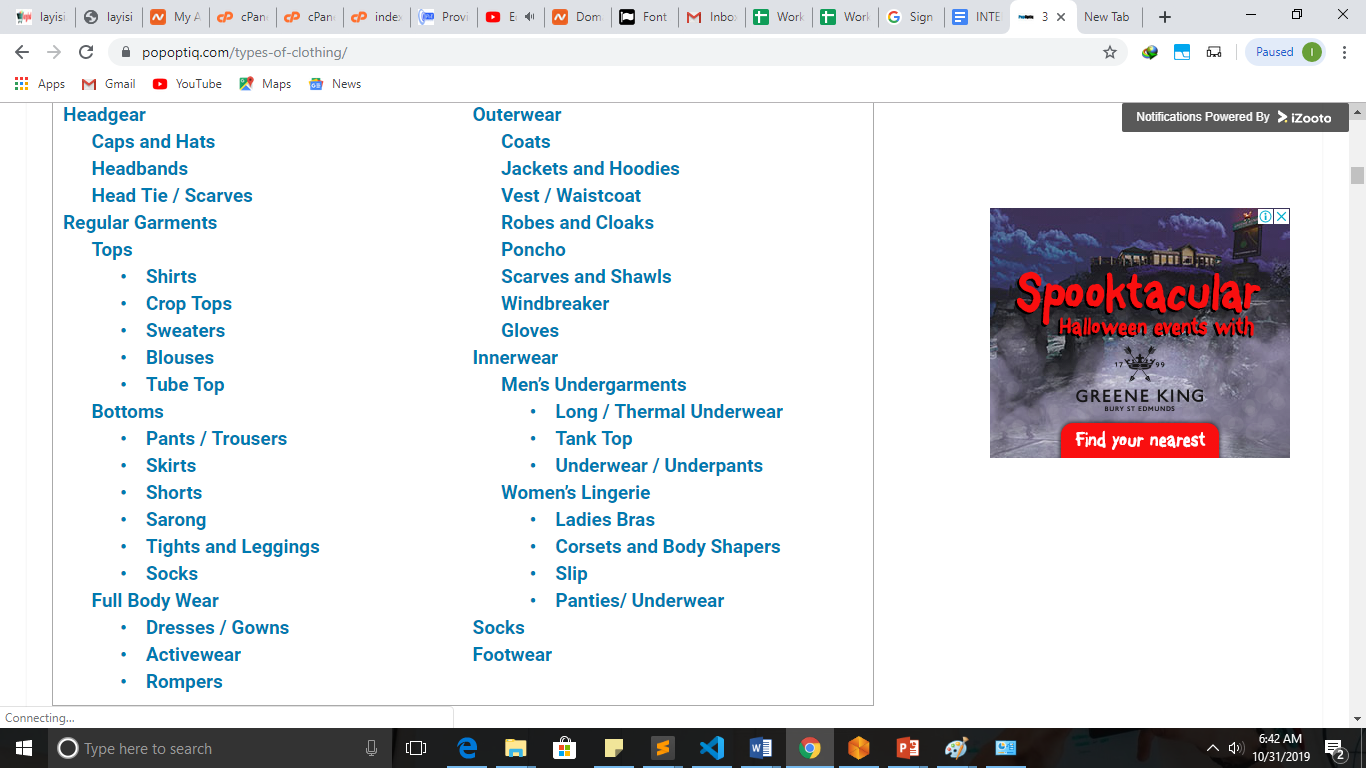 layisi
layisi
My A
cPan
cPan
index
Provi
Dom
Font
Inbo
Work
Work
Sign
INTE
3
New Tab
popoptiq.com/types-of-clothing/
Paused
I
Apps
Gmail
YouTube
Maps
News
Headgear
Caps and Hats
Headbands
Head Tie / Scarves
Regular Garments
Tops
• Shirts
• Crop Tops
• Sweaters
• Blouses
• Tube Top
Bottoms
• Pants / Trousers
• Skirts
• Shorts
• Sarong
• Tights and Leggings
• Socks
Full Body Wear
• Dresses / Gowns
• Activewear
• Rompers
Outerwear
Coats
Jackets and Hoodies
Vest / Waistcoat
Robes and Cloaks
Poncho
Scarves and Shawls
Windbreaker
Gloves
Innerwear
Men's Undergarments
• Long / Thermal Underwear
• Tank Top
• Underwear / Underpants
Women's Lingerie
• Ladies Bras
• Corsets and Body Shapers
• Slip
• Panties/ Underwear
Socks
Footwear
Notifications Powered By iZooto
Spooktacular
Halloween events with
17 99
GREENE KING
BURY ST EDMUNDS
Find your nearest
Connecting...
Type here to search
6:42 AM
10/31/2019
2